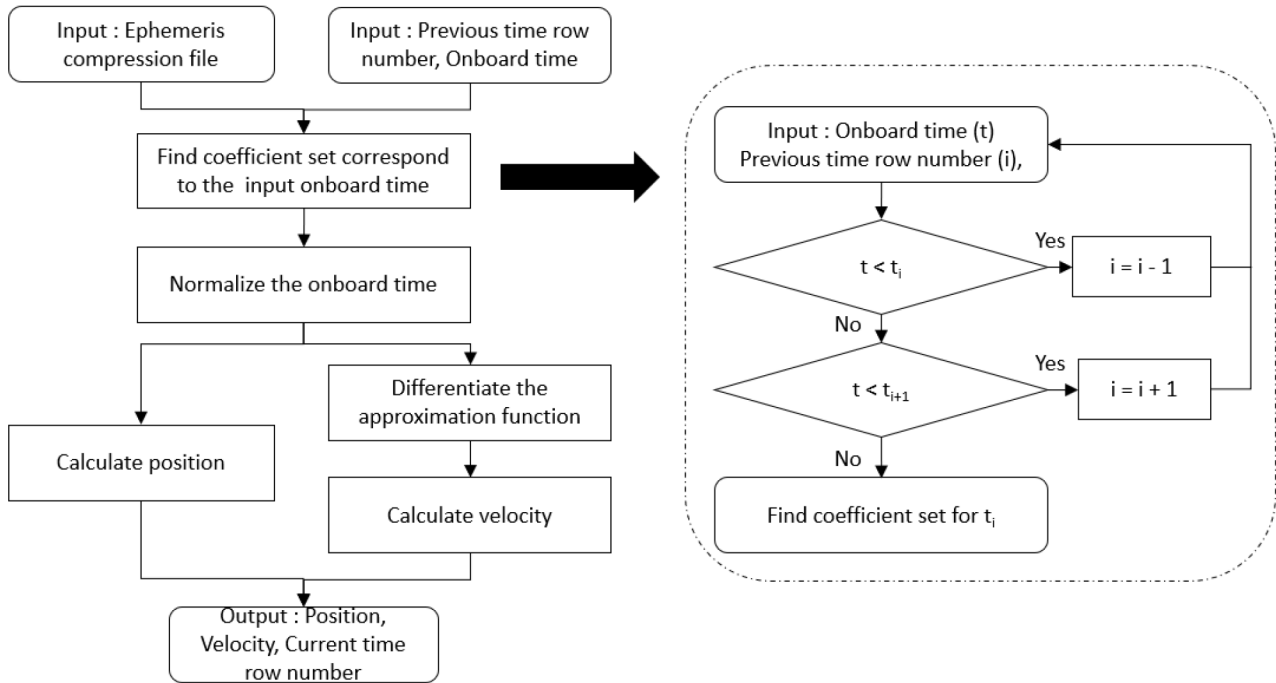 Input : Ephemeris
compression file
Input : Previous time row
number, Onboard time
Find coefficient set correspond
to the input onboard time
Normalize the onboard time
Differentiate the
approximation function
Calculate position
Calculate velocity
Output : Position,
Velocity, Current time
row number
Input : Onboard time (t)
Previous time row number (i),
t < tᵢ
Yes
i = i - 1
No
t < tᵢ₊₁
Yes
i = i + 1
No
Find coefficient set for tᵢ